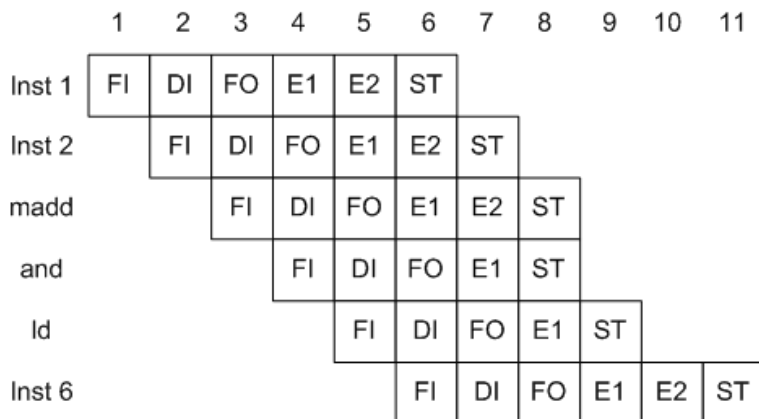 1 2 3 4 5 6 7 8 9 10 11
Inst 1 FI DI FO E1 E2 ST
Inst 2 FI DI FO E1 E2 ST
madd FI DI FO E1 E2 ST
and FI DI FO E1 ST
ld FI DI FO E1 ST
Inst 6 FI DI FO E1 E2 ST